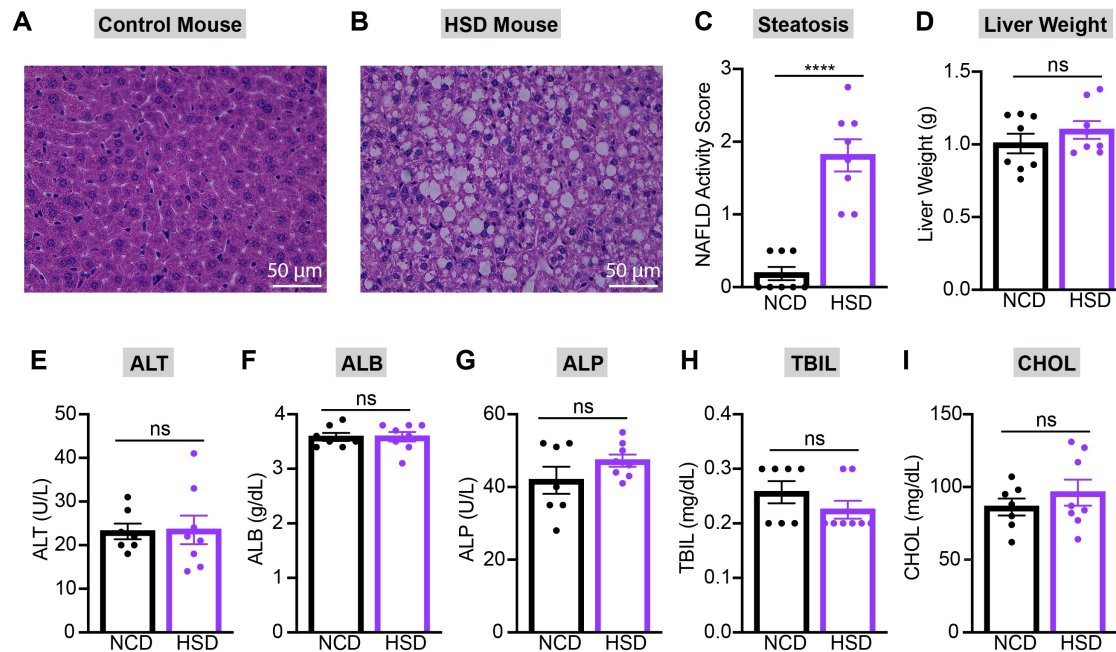 A Control Mouse
B HSD Mouse
C Steatosis
D Liver Weight
50 µm
50 µm
NAFLD Activity Score
3
2
1
0
****
NCD HSD
Liver Weight (g)
1.5
1.0
0.5
0.0
ns
NCD HSD
E ALT
F ALB
G ALP
H TBIL
I CHOL
ALT (U/L)
50
40
30
20
10
0
ns
NCD HSD
ALB (g/dL)
4
3
2
1
0
ns
NCD HSD
ALP (U/L)
60
40
20
0
ns
NCD HSD
TBIL (mg/dL)
0.4
0.3
0.2
0.1
0.0
ns
NCD HSD
CHOL (mg/dL)
150
100
50
0
ns
NCD HSD